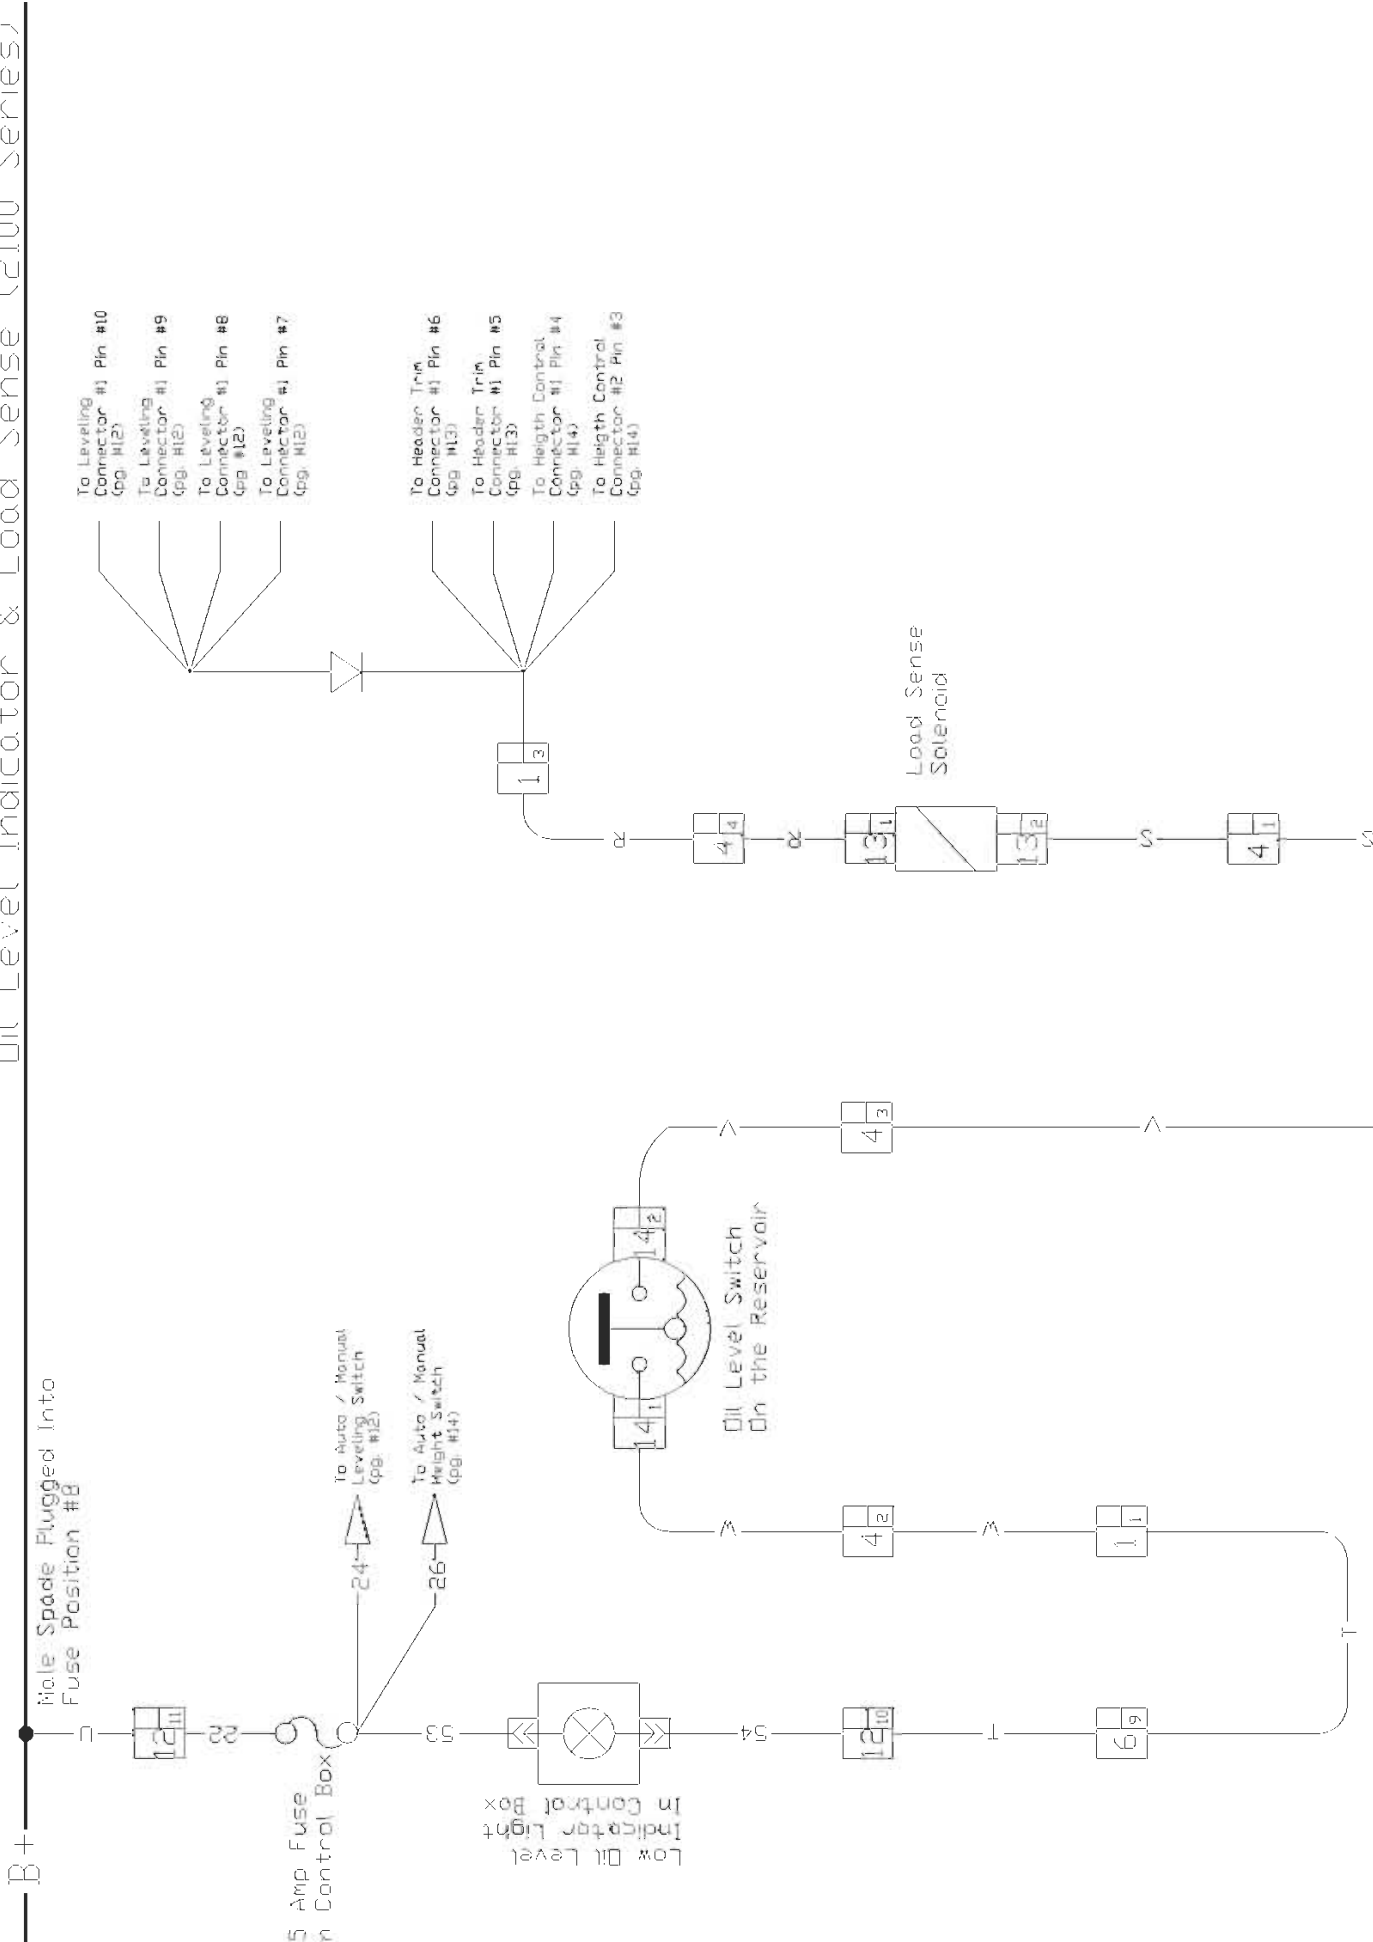 Oil Level Indicator & Load Sense (2100 Series)
B+
Male Spade Plugged Into
Fuse Position #8
U
12 11
22
5 Amp Fuse
n Control Box
24
To Auto / Manual
Leveling Switch
(pg. #12)
26
To Auto / Manual
Height Switch
(pg. #14)
53
Low Oil Level
Indicator Light
In Control Box
54
12 10
T
6 9
T
1 1
W
4 2
W
14 1
14 2
Oil Level Switch
On the Reservoir
V
4 3
V
To Leveling
Connector #1 Pin #10
(pg. #12)
To Leveling
Connector #1 Pin #9
(pg. #12)
To Leveling
Connector #1 Pin #8
(pg #12)
To Leveling
Connector #1 Pin #7
(pg. #12)
To Header Trim
Connector #1 Pin #6
(pg #13)
To Header Trim
Connector #1 Pin #5
(pg. #13)
To Heigth Control
Connector #1 Pin #4
(pg. #14)
To Heigth Control
Connector #2 Pin #3
(pg. #14)
1 3
R
4 4
R
13 1
Load Sense
Solenoid
13 2
S
4 1
S